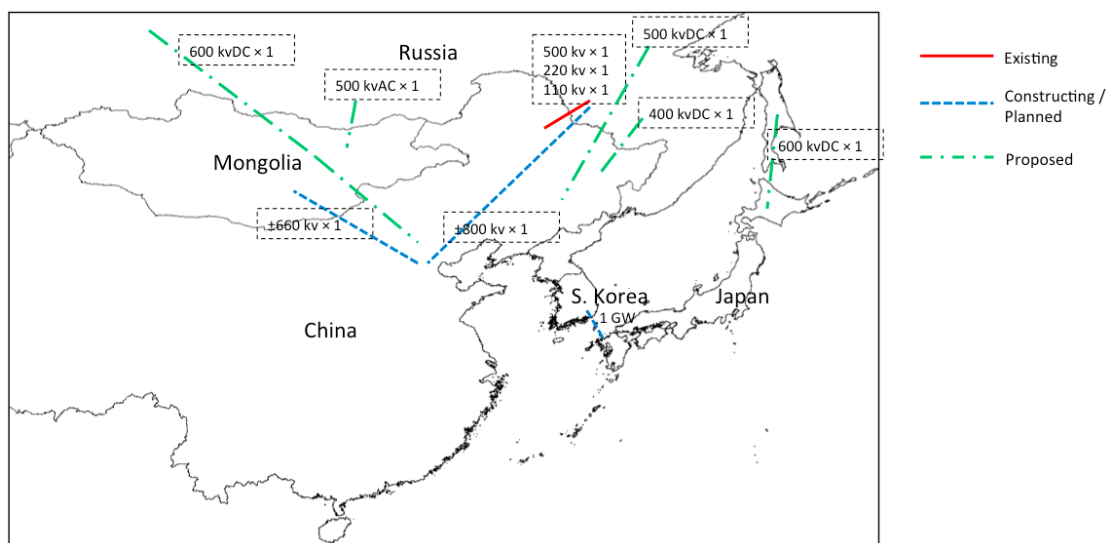 Russia
600 kvDC × 1
500 kvAC × 1
500 kv × 1
220 kv × 1
110 kv × 1
500 kvDC × 1
400 kvDC × 1
600 kvDC × 1
Mongolia
±660 kv × 1
±800 kv × 1
China
S. Korea
1 GW
Japan
Existing
Constructing /
Planned
Proposed